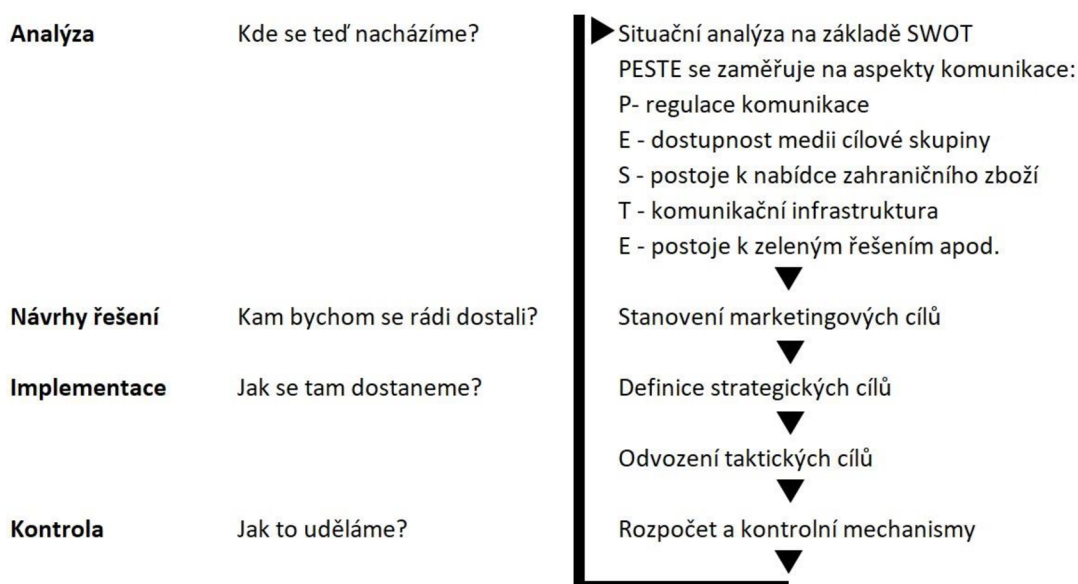 Analýza Kde se teď nacházíme? Situační analýza na základě SWOT
PESTE se zaměřuje na aspekty komunikace:
P- regulace komunikace
E - dostupnost medii cílové skupiny
S - postoje k nabídce zahraničního zboží
T - komunikační infrastruktura
E - postoje k zeleným řešením apod.
Návrhy řešení Kam bychom se rádi dostali? Stanovení marketingových cílů
Implementace Jak se tam dostaneme? Definice strategických cílů
Odvození taktických cílů
Kontrola Jak to uděláme? Rozpočet a kontrolní mechanismy